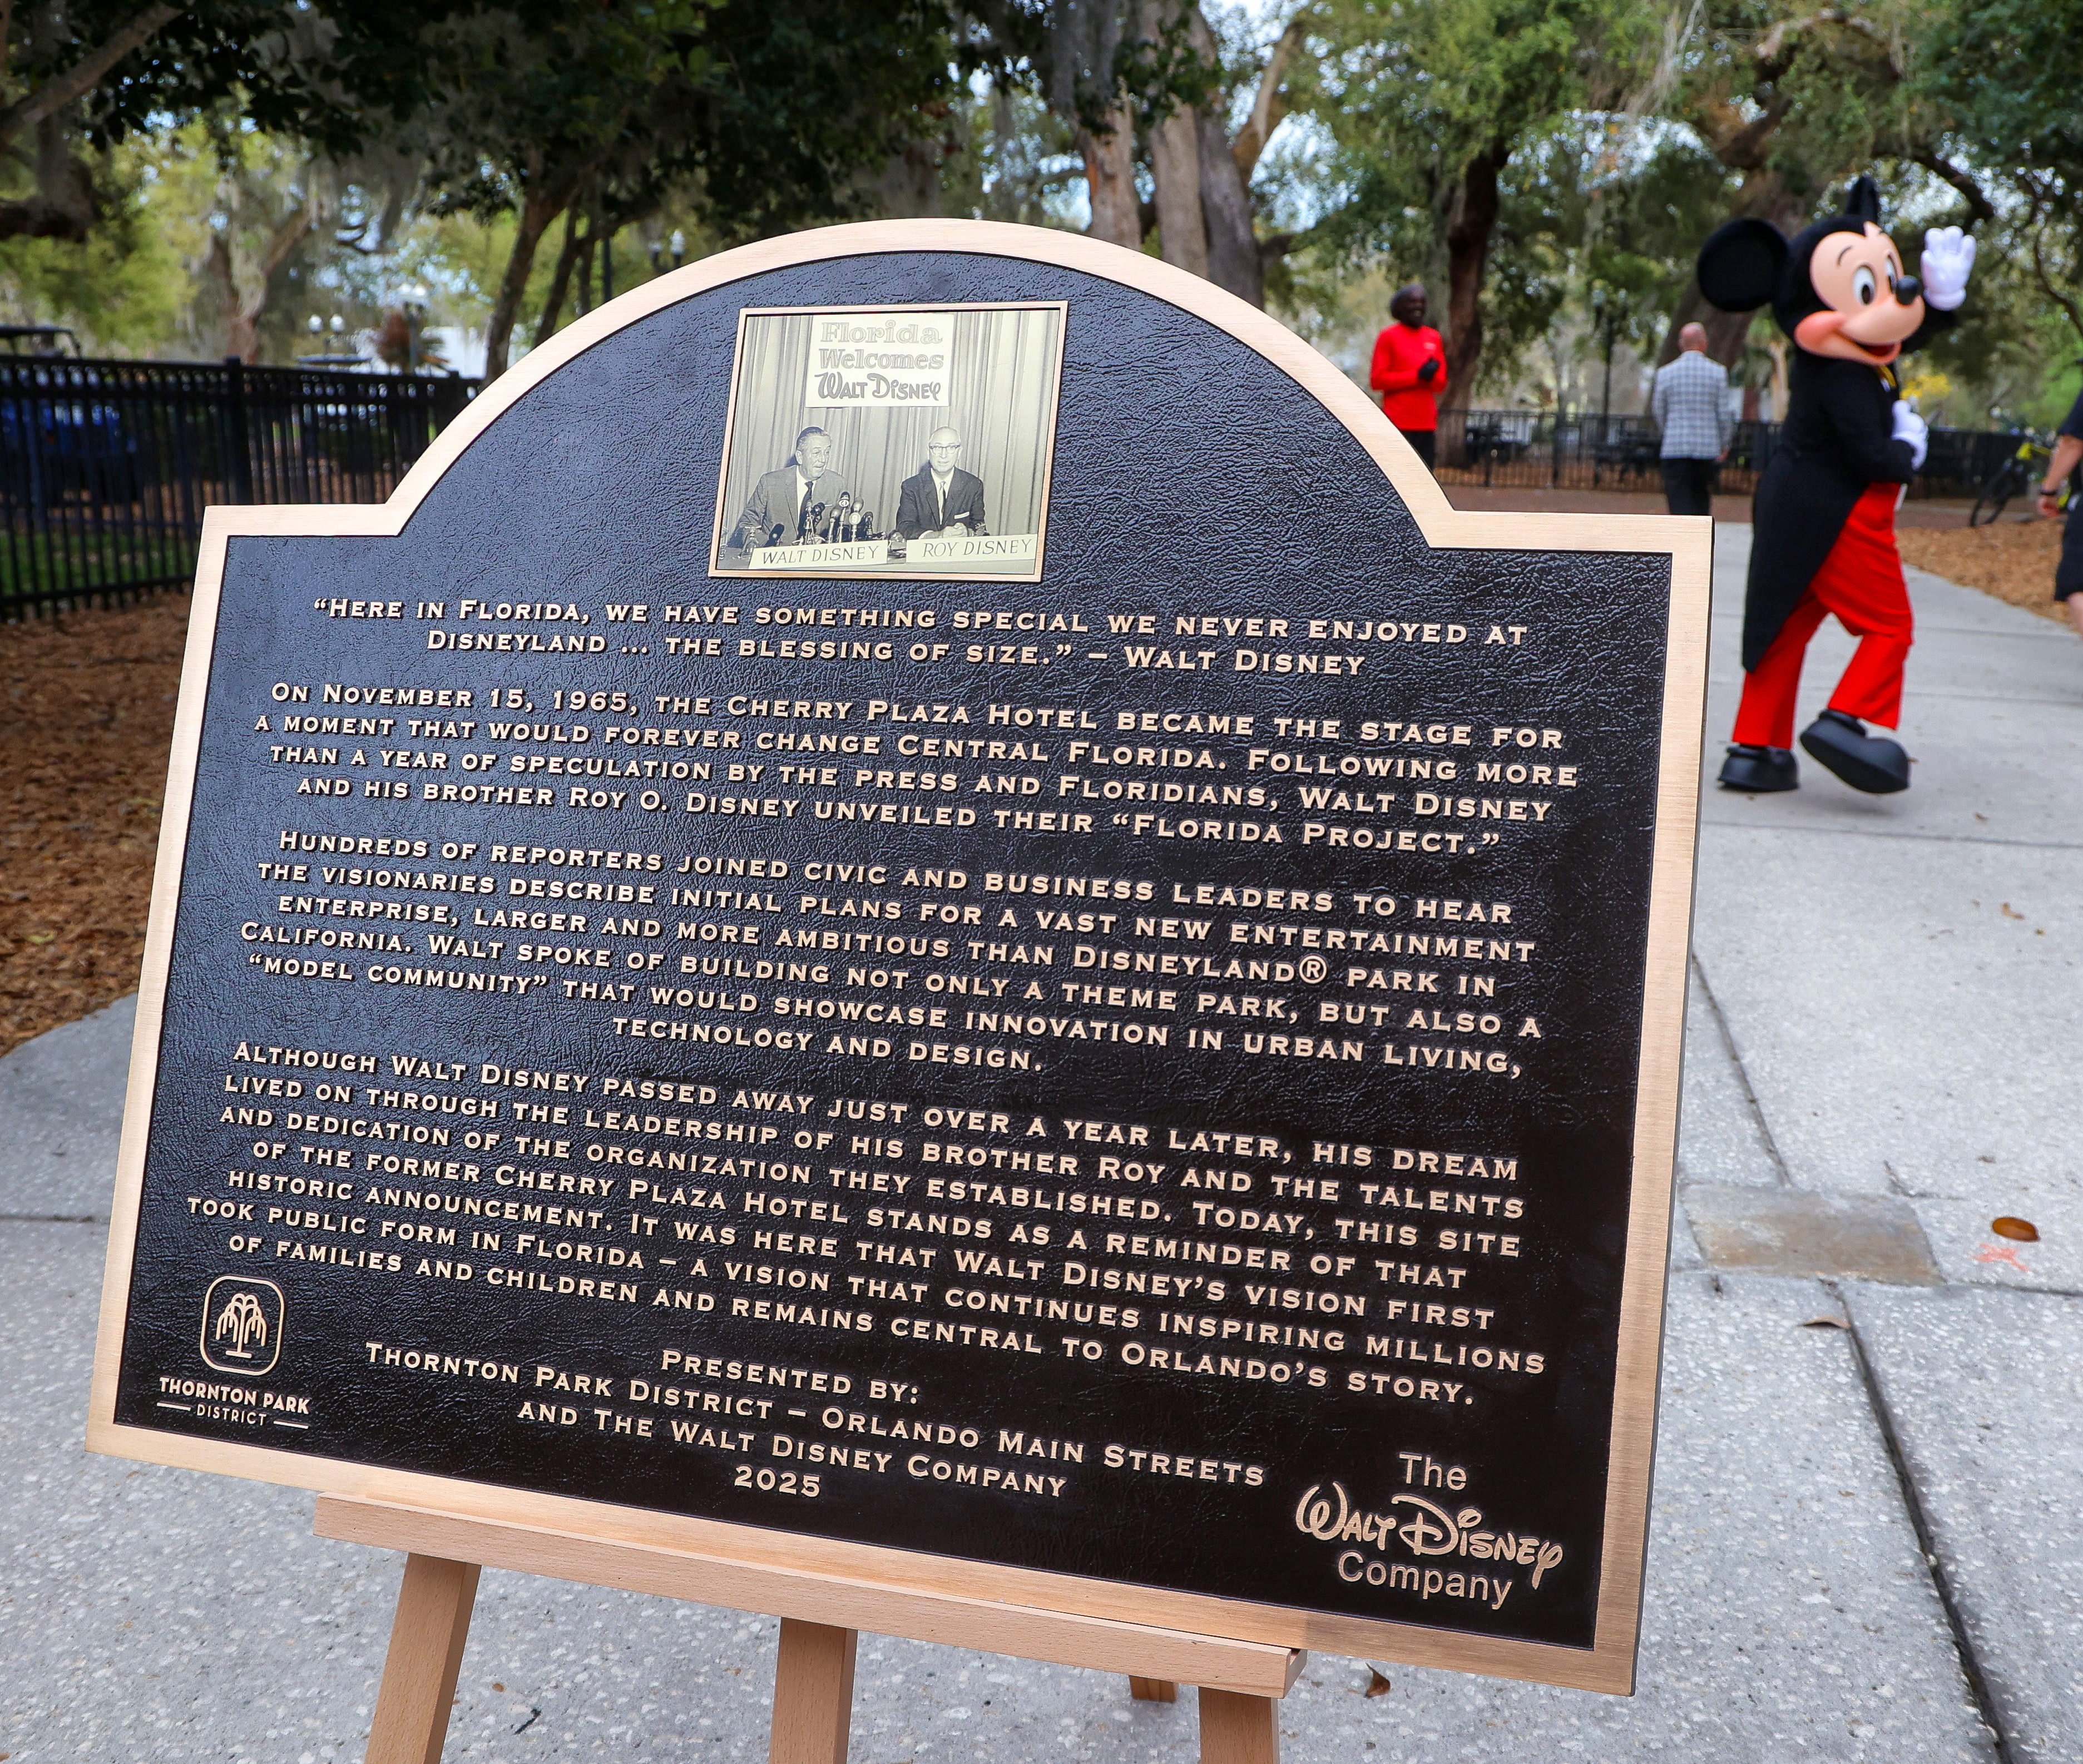 Florida
Welcomes
WALT DISNEY
WALT DISNEY
ROY DISNEY
“HERE IN FLORIDA, WE HAVE SOMETHING SPECIAL WE NEVER ENJOYED AT
DISNEYLAND ... THE BLESSING OF SIZE.” – WALT DISNEY
ON NOVEMBER 15, 1965, THE CHERRY PLAZA HOTEL BECAME THE STAGE FOR
A MOMENT THAT WOULD FOREVER CHANGE CENTRAL FLORIDA. FOLLOWING MORE
THAN A YEAR OF SPECULATION BY THE PRESS AND FLORIDIANS, WALT DISNEY
AND HIS BROTHER ROY O. DISNEY UNVEILED THEIR “FLORIDA PROJECT.”
HUNDREDS OF REPORTERS JOINED CIVIC AND BUSINESS LEADERS TO HEAR
THE VISIONARIES DESCRIBE INITIAL PLANS FOR A VAST NEW ENTERTAINMENT
ENTERPRISE, LARGER AND MORE AMBITIOUS THAN DISNEYLAND® PARK IN
CALIFORNIA. WALT SPOKE OF BUILDING NOT ONLY A THEME PARK, BUT ALSO A
“MODEL COMMUNITY” THAT WOULD SHOWCASE INNOVATION IN URBAN LIVING,
TECHNOLOGY AND DESIGN.
ALTHOUGH WALT DISNEY PASSED AWAY JUST OVER A YEAR LATER, HIS DREAM
LIVED ON THROUGH THE LEADERSHIP OF HIS BROTHER ROY AND THE TALENTS
AND DEDICATION OF THE ORGANIZATION THEY ESTABLISHED. TODAY, THIS SITE
OF THE FORMER CHERRY PLAZA HOTEL STANDS AS A REMINDER OF THAT
HISTORIC ANNOUNCEMENT. IT WAS HERE THAT WALT DISNEY’S VISION FIRST
TOOK PUBLIC FORM IN FLORIDA – A VISION THAT CONTINUES INSPIRING MILLIONS
OF FAMILIES AND CHILDREN AND REMAINS CENTRAL TO ORLANDO’S STORY.
PRESENTED BY:
THORNTON PARK DISTRICT – ORLANDO MAIN STREETS
AND THE WALT DISNEY COMPANY
2025
THORNTON PARK
DISTRICT
The
WALT DISNEY
Company